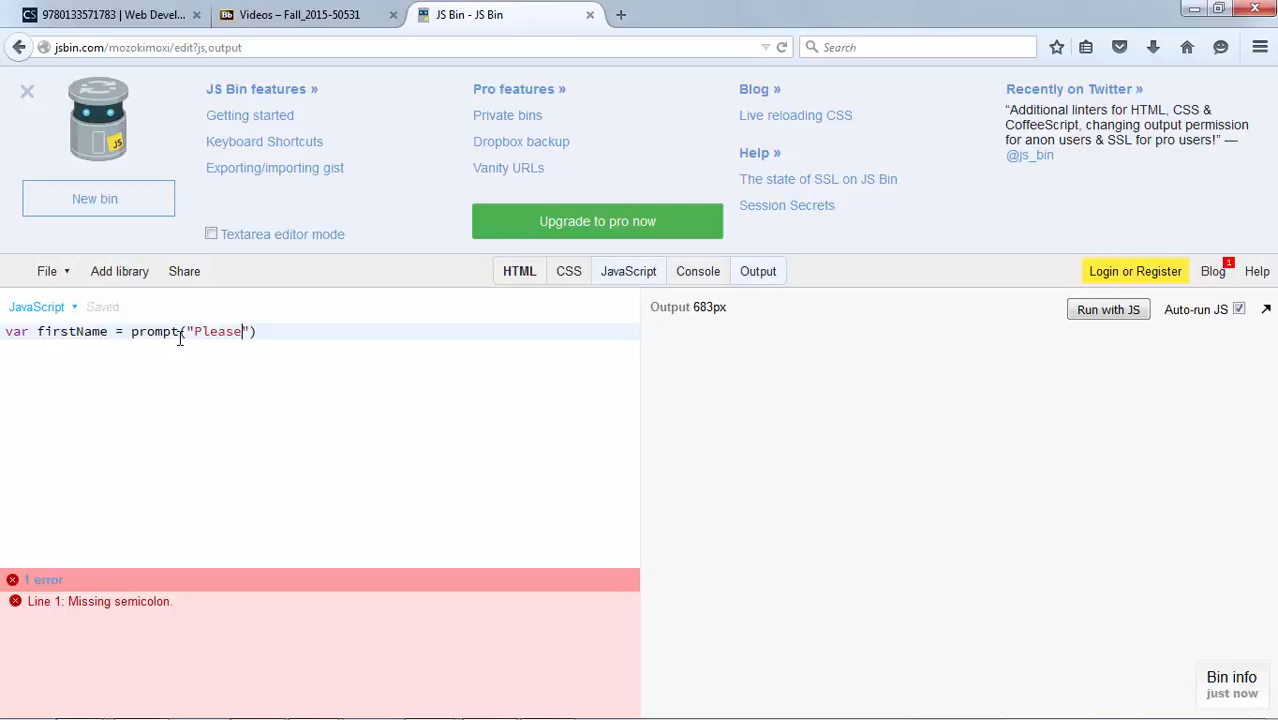 9780133571783 | Web Devel... ×
Bb Videos – Fall_2015-50531 ×
JS Bin - JS Bin ×
jsbin.com/mozokimoxi/edit?js,output
Search
JS Bin features »
Getting started
Keyboard Shortcuts
Exporting/importing gist
Textarea editor mode
New bin
Pro features »
Private bins
Dropbox backup
Vanity URLs
Upgrade to pro now
Blog »
Live reloading CSS
Help »
The state of SSL on JS Bin
Session Secrets
Recently on Twitter »
“Additional linters for HTML, CSS &
CoffeeScript, changing output permission
for anon users & SSL for pro users!” —
@js_bin
File Add library Share HTML CSS JavaScript Console Output Login or Register Blog 1 Help
JavaScript Saved
var firstName = prompt("Please")
Output 683px
Run with JS
Auto-run JS
1 error
Line 1: Missing semicolon.
Bin info
just now